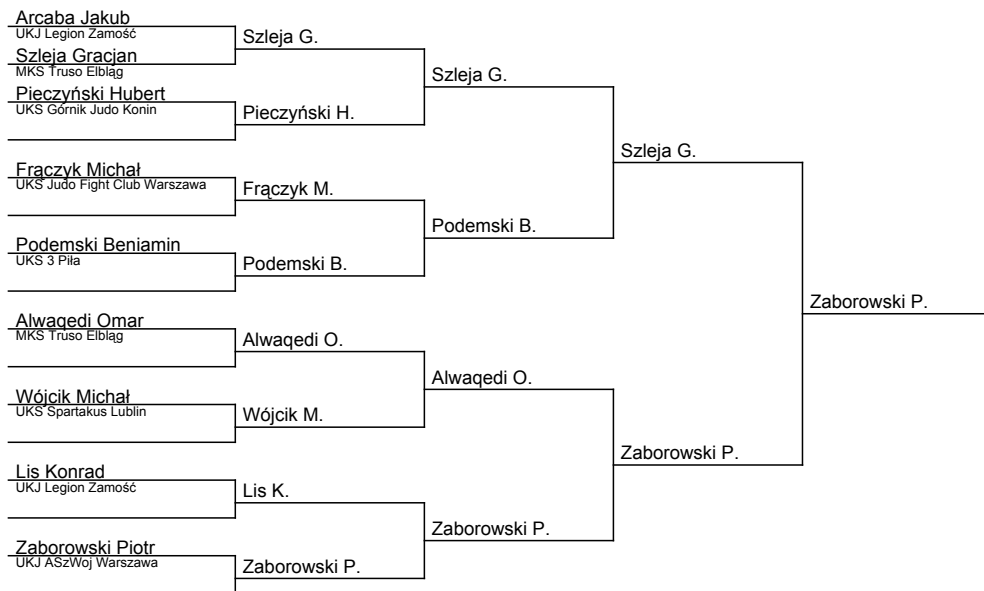 Arcaba Jakub
UKJ Legion Zamość
Szleja Gracjan
MKS Truso Elbląg
Pieczyński Hubert
UKS Górnik Judo Konin
Frączyk Michał
UKS Judo Fight Club Warszawa
Podemski Beniamin
UKS 3 Piła
Alwaqedi Omar
MKS Truso Elbląg
Wójcik Michał
UKS Spartakus Lublin
Lis Konrad
UKJ Legion Zamość
Zaborowski Piotr
UKJ ASzWoj Warszawa
Szleja G.
Pieczyński H.
Frączyk M.
Podemski B.
Alwaqedi O.
Wójcik M.
Lis K.
Zaborowski P.
Szleja G.
Podemski B.
Alwaqedi O.
Zaborowski P.
Szleja G.
Zaborowski P.
Zaborowski P.